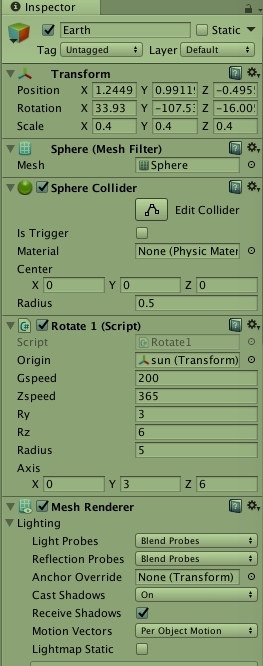 Inspector
Earth Static
Tag Untagged Layer Default
Transform
Position X 1.2449 Y 0.9911 Z -0.495
Rotation X 33.93 Y -107.5 Z -16.00
Scale X 0.4 Y 0.4 Z 0.4
Sphere (Mesh Filter)
Mesh Sphere
Sphere Collider
Edit Collider
Is Trigger
Material None (Physic Mater
Center
X 0 Y 0 Z 0
Radius 0.5
Rotate 1 (Script)
Script Rotate1
Origin sun (Transform)
Gspeed 200
Zspeed 365
Ry 3
Rz 6
Radius 5
Axis
X 0 Y 3 Z 6
Mesh Renderer
Lighting
Light Probes Blend Probes
Reflection Probes Blend Probes
Anchor Override None (Transform)
Cast Shadows On
Receive Shadows
Motion Vectors Per Object Motion
Lightmap Static